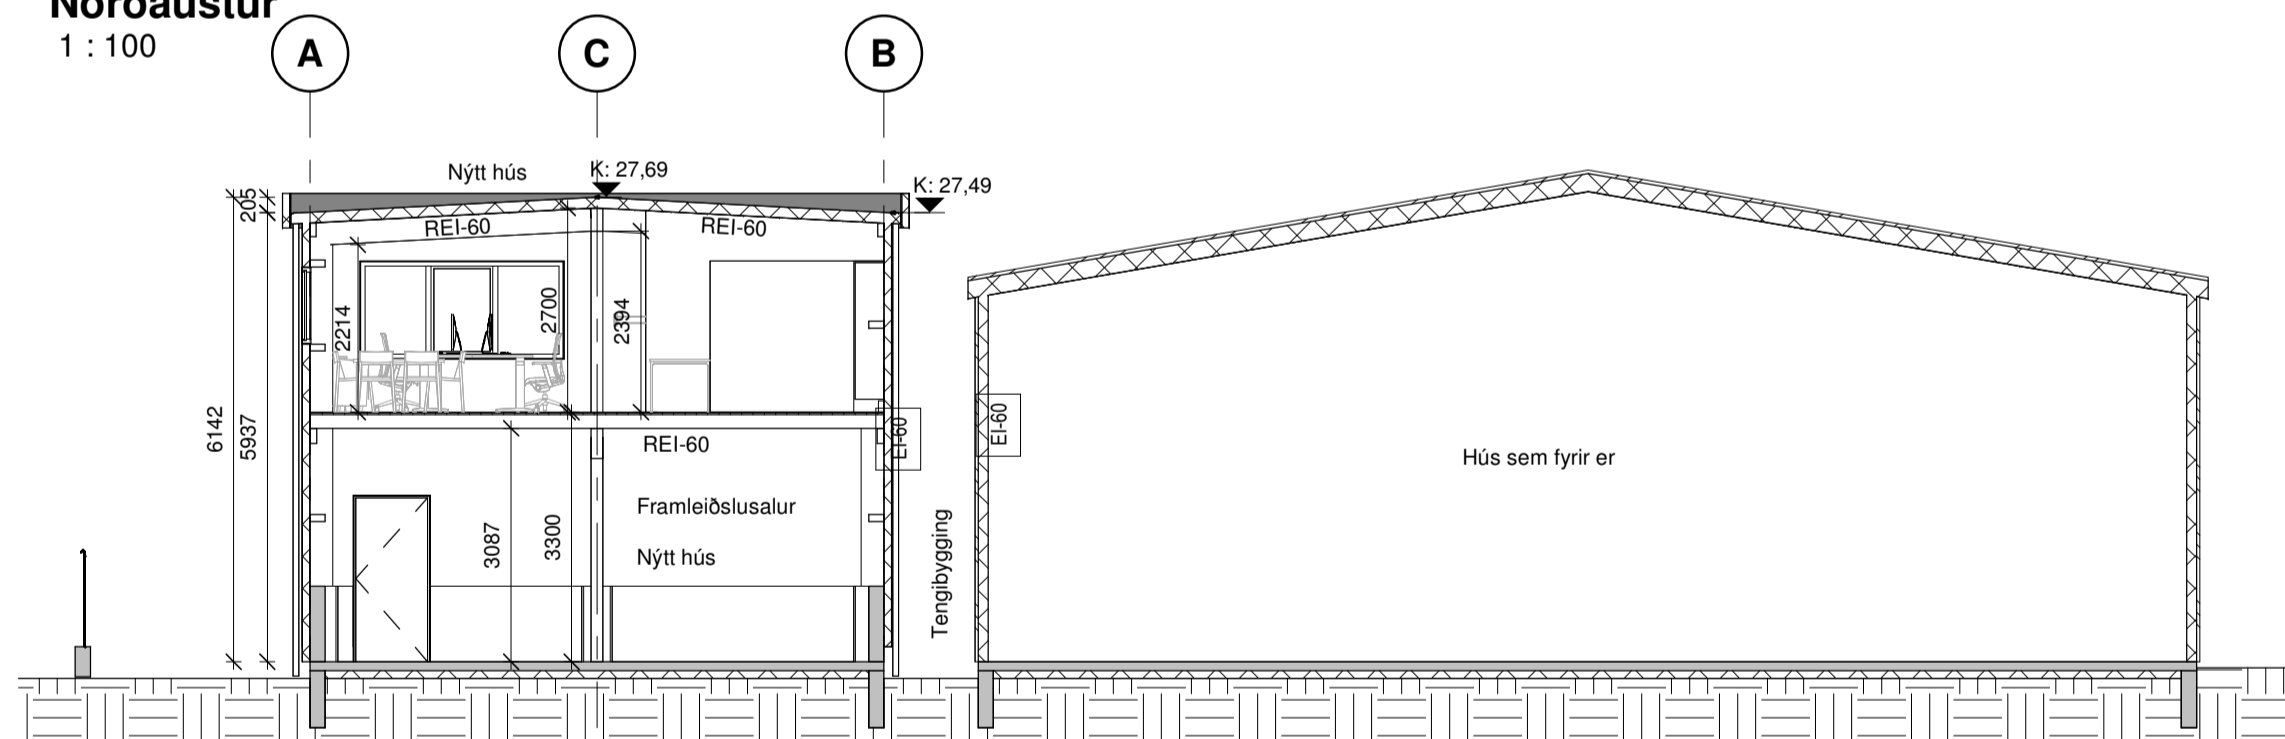 Norðaustur
1 : 100
A
C
B
Nýtt hús
K: 27,69
K: 27,49
205
REI-60
REI-60
2214
2700
2394
6142
5937
EI-60
EI-60
REI-60
Hús sem fyrir er
Framleiðslusalur
3087
3300
Nýtt hús
Tengibygging